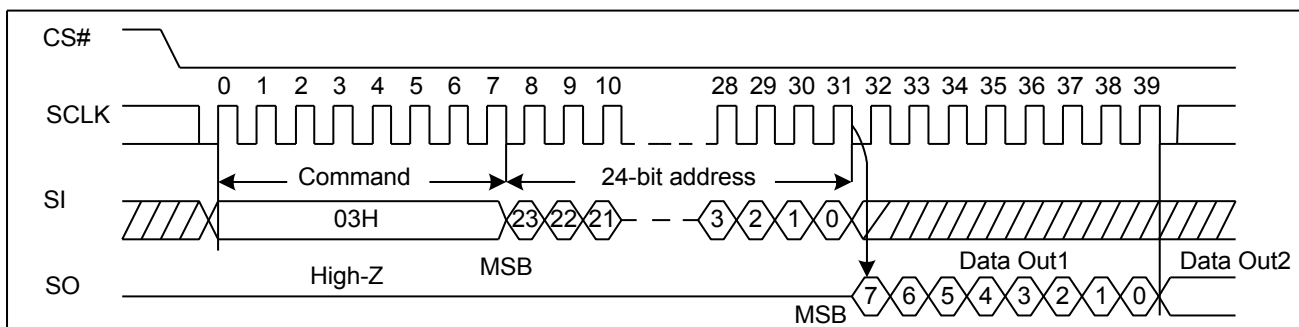 CS#
0 1 2 3 4 5 6 7 8 9 10 28 29 30 31 32 33 34 35 36 37 38 39
SCLK
Command 24-bit address
SI
03H 23 22 21 3 2 1 0
High-Z MSB Data Out1 Data Out2
SO
MSB 7 6 5 4 3 2 1 0